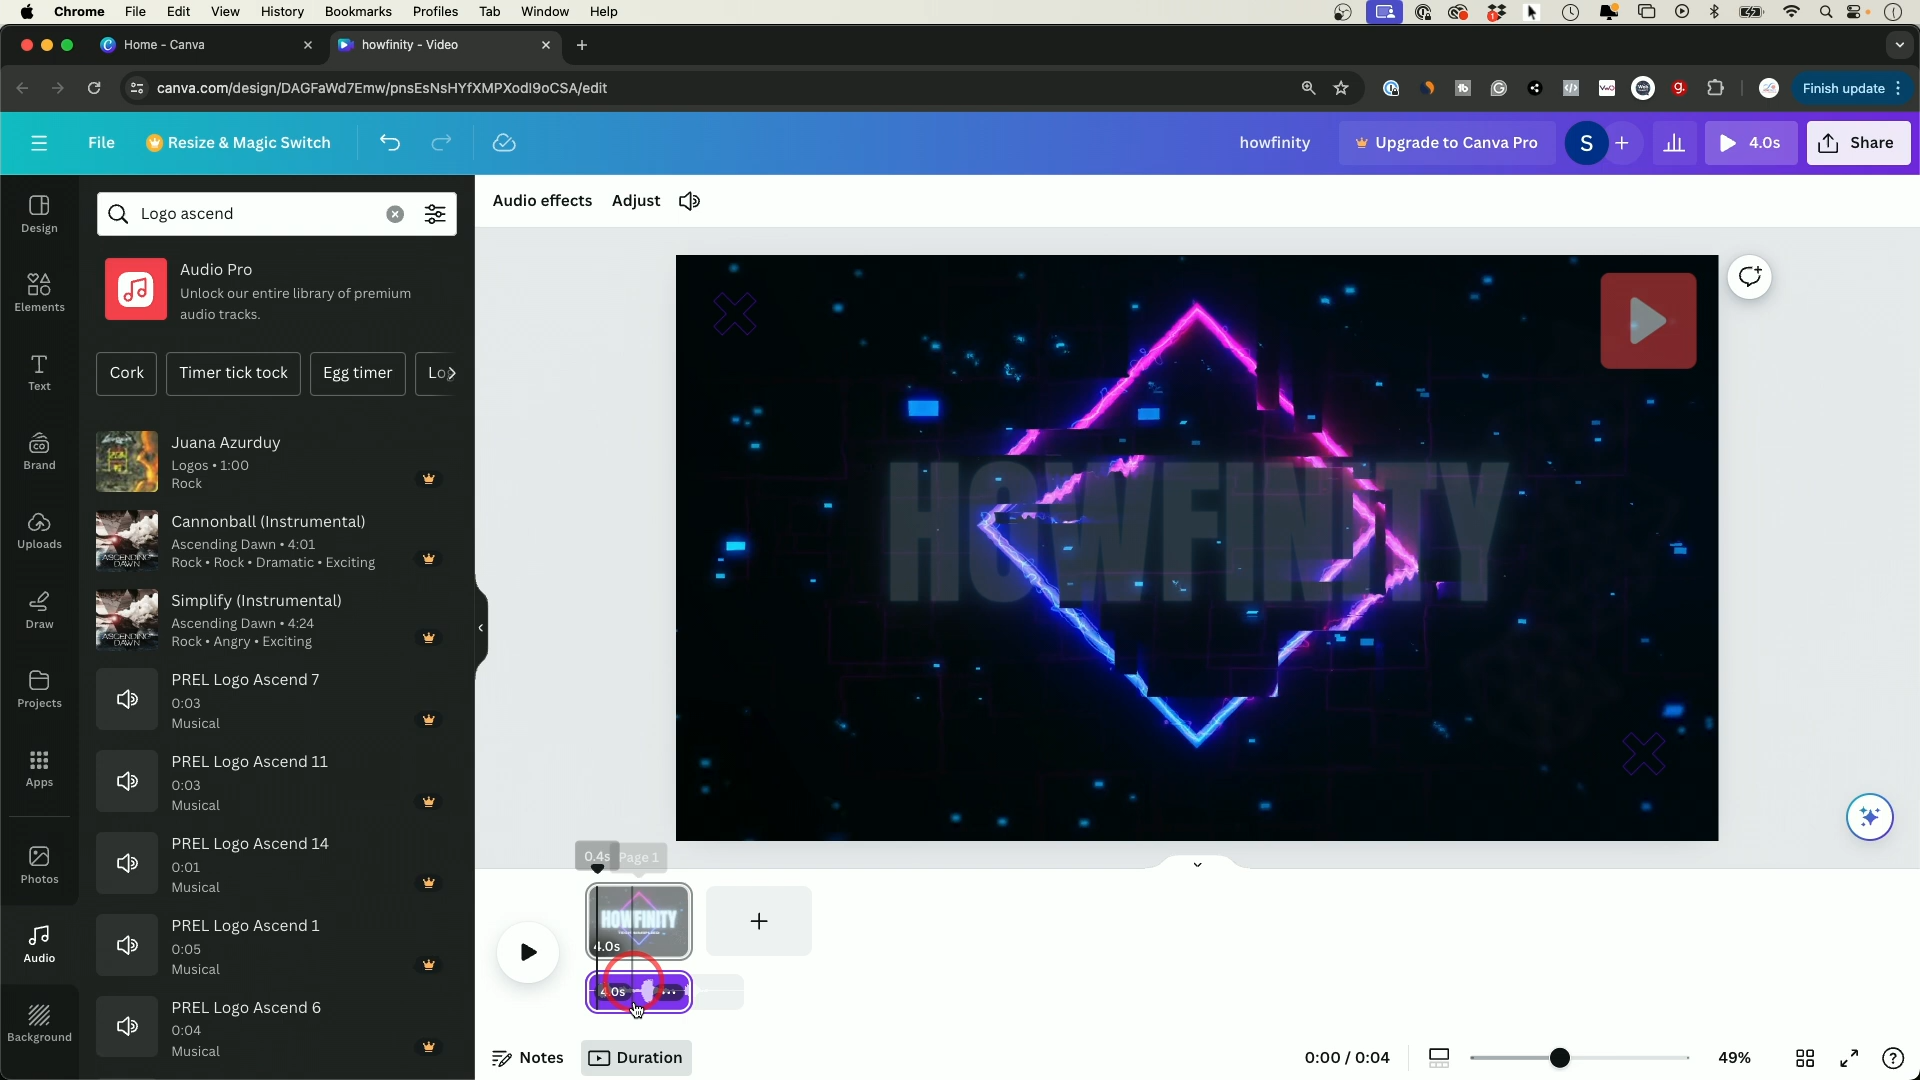 Chrome File Edit View History Bookmarks Profiles Tab Window Help
Home - Canva
howfinity - Video
canva.com/design/DAGFaWd7Emw/pnsEsNsHYfXMPXodI9oCSA/edit
Finish update
File
Resize & Magic Switch
howfinity
Upgrade to Canva Pro
S
4.0s
Share
Design
Elements
Text
Brand
Uploads
Draw
Projects
Apps
Photos
Audio
Background
Logo ascend
Audio Pro
Unlock our entire library of premium
audio tracks.
Cork
Timer tick tock
Egg timer
Juana Azurduy
Logos • 1:00
Rock
Cannonball (Instrumental)
Ascending Dawn • 4:01
Rock • Rock • Dramatic • Exciting
Simplify (Instrumental)
Ascending Dawn • 4:24
Rock • Angry • Exciting
PREL Logo Ascend 7
0:03
Musical
PREL Logo Ascend 11
0:03
Musical
PREL Logo Ascend 14
0:01
Musical
PREL Logo Ascend 1
0:05
Musical
PREL Logo Ascend 6
0:04
Musical
Audio effects
Adjust
HOWFINITY
0.4s
Page 1
HOWFINITY
4.0s
4.0s
Notes
Duration
0:00 / 0:04
49%